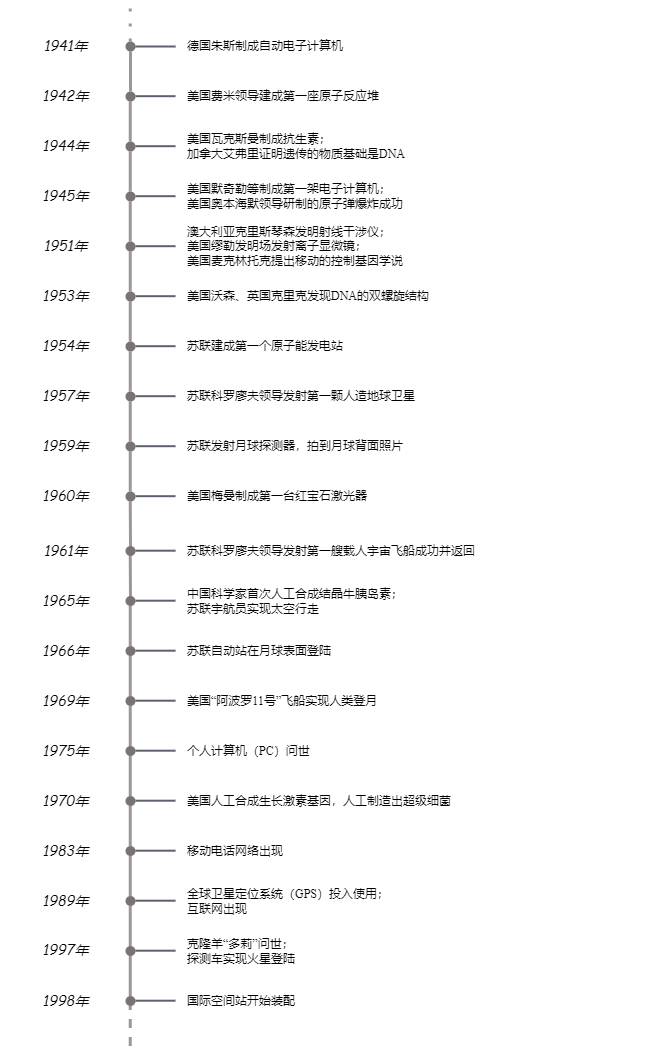 1941年
德国朱斯制成自动电子计算机
1942年
美国费米领导建成第一座原子反应堆
1944年
美国瓦克斯曼制成抗生素；
加拿大艾弗里证明遗传的物质基础是DNA
1945年
美国默奇勒等制成第一架电子计算机；
美国奥本海默领导研制的原子弹爆炸成功
1951年
澳大利亚克里斯琴森发明射线干涉仪；
美国缪勒发明场发射离子显微镜；
美国麦克林托克提出移动的控制基因学说
1953年
美国沃森、英国克里克发现DNA的双螺旋结构
1954年
苏联建成第一个原子能发电站
1957年
苏联科罗廖夫领导发射第一颗人造地球卫星
1959年
苏联发射月球探测器，拍到月球背面照片
1960年
美国梅曼制成第一台红宝石激光器
1961年
苏联科罗廖夫领导发射第一艘载人宇宙飞船成功并返回
1965年
中国科学家首次人工合成结晶牛胰岛素；
苏联宇航员实现太空行走
1966年
苏联自动站在月球表面登陆
1969年
美国“阿波罗11号”飞船实现人类登月
1975年
个人计算机（PC）问世
1970年
美国人工合成生长激素基因，人工制造出超级细菌
1983年
移动电话网络出现
1989年
全球卫星定位系统（GPS）投入使用；
互联网出现
1997年
克隆羊“多莉”问世；
探测车实现火星登陆
1998年
国际空间站开始装配